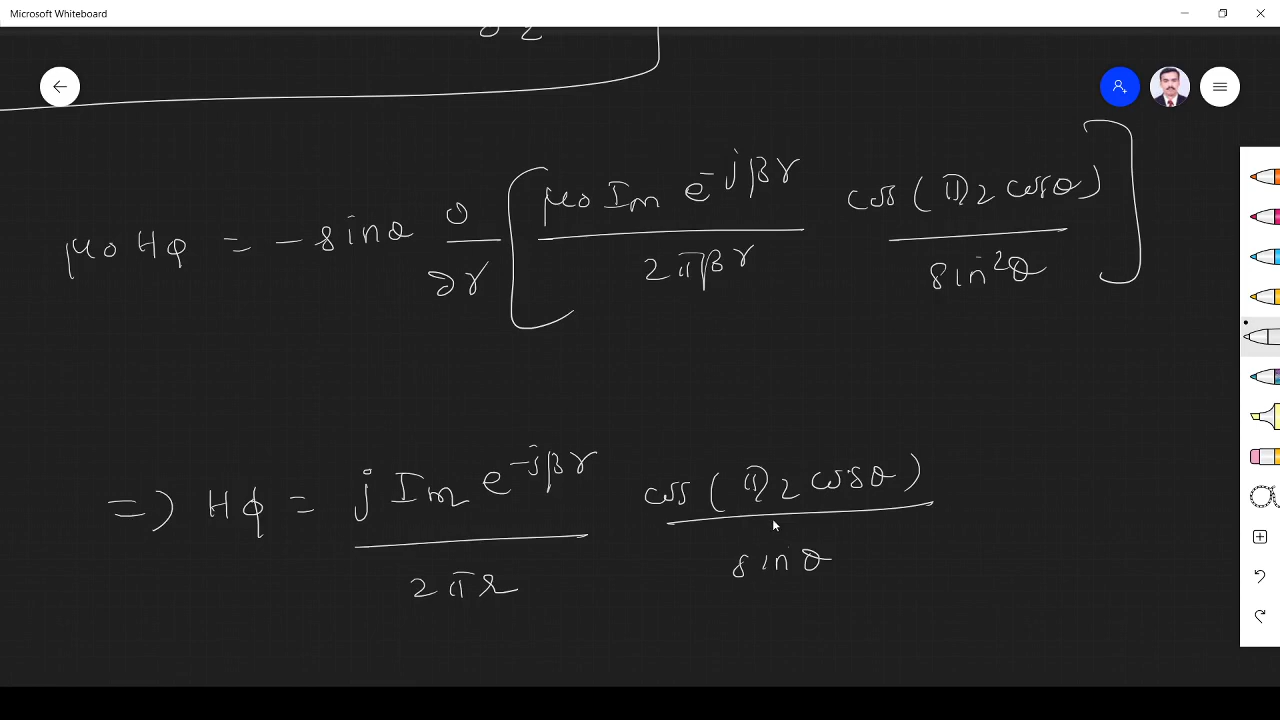 Microsoft Whiteboard
μ₀ Hφ = - sinθ ∂/∂r [ μ₀ Im e^{-jβr} / 2πβr  cos(π/2 cosθ) / sin²θ ]
=> Hφ = j Im e^{-jβr} / 2πr  cos(π/2 cosθ) / sinθ